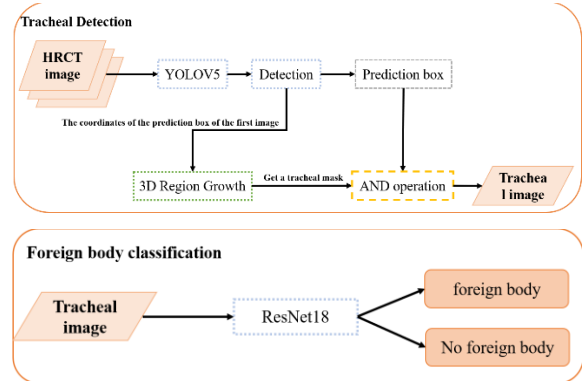 Tracheal Detection
HRCT
image
YOLOV5
Detection
Prediction box
The coordinates of the prediction box of the first image
3D Region Growth
Get a tracheal mask
AND operation
Trachea
l image
Foreign body classification
Tracheal
image
ResNet18
foreign body
No foreign body